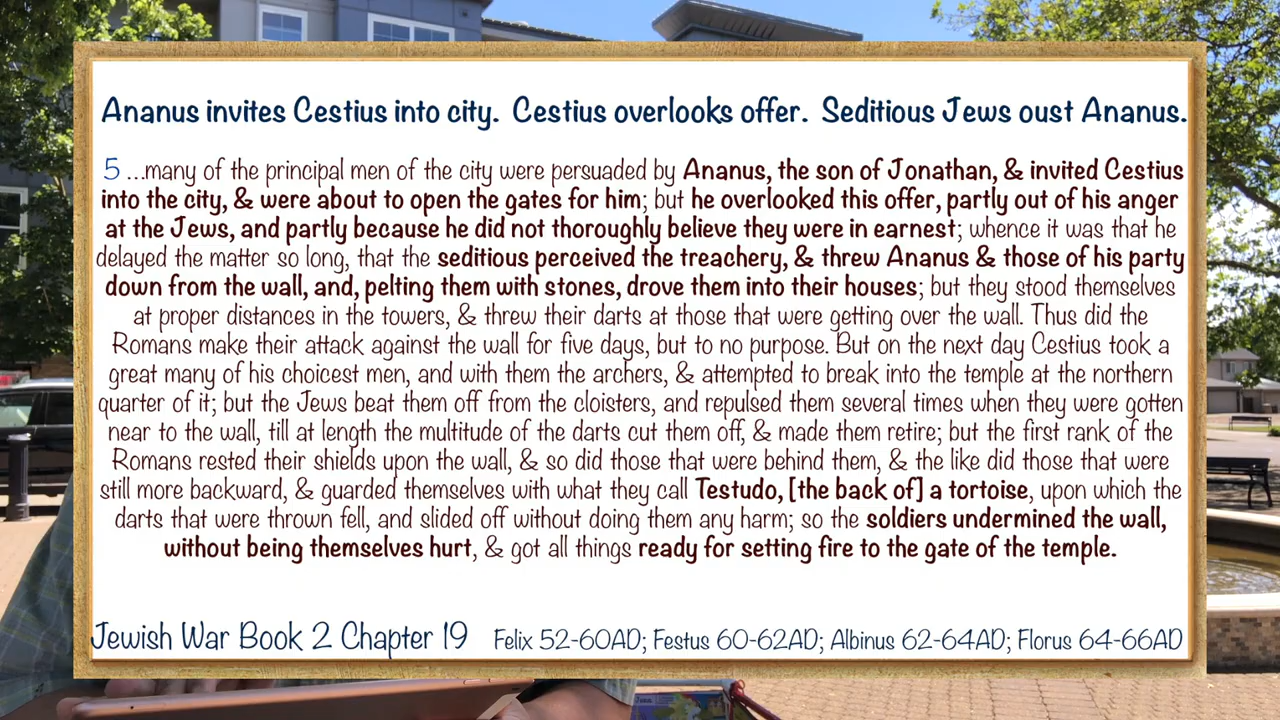 Ananus invites Cestius into city. Cestius overlooks offer. Seditious Jews oust Ananus.
5 ...many of the principal men of the city were persuaded by Ananus, the son of Jonathan, & invited Cestius
into the city, & were about to open the gates for him; but he overlooked this offer, partly out of his anger
at the Jews, and partly because he did not thoroughly believe they were in earnest; whence it was that he
delayed the matter so long, that the seditious perceived the treachery, & threw Ananus & those of his party
down from the wall, and, pelting them with stones, drove them into their houses; but they stood themselves
at proper distances in the towers, & threw their darts at those that were getting over the wall. Thus did the
Romans make their attack against the wall for five days, but to no purpose. But on the next day Cestius took a
great many of his choicest men, and with them the archers, & attempted to break into the temple at the northern
quarter of it; but the Jews beat them off from the cloisters, and repulsed them several times when they were gotten
near to the wall, till at length the multitude of the darts cut them off, & made them retire; but the first rank of the
Romans rested their shields upon the wall, & so did those that were behind them, & the like did those that were
still more backward, & guarded themselves with what they call Testudo, [the back of] a tortoise, upon which the
darts that were thrown fell, and slided off without doing them any harm; so the soldiers undermined the wall,
without being themselves hurt, & got all things ready for setting fire to the gate of the temple.
Jewish War Book 2 Chapter 19 Felix 52-60AD; Festus 60-62AD; Albinus 62-64AD; Florus 64-66AD